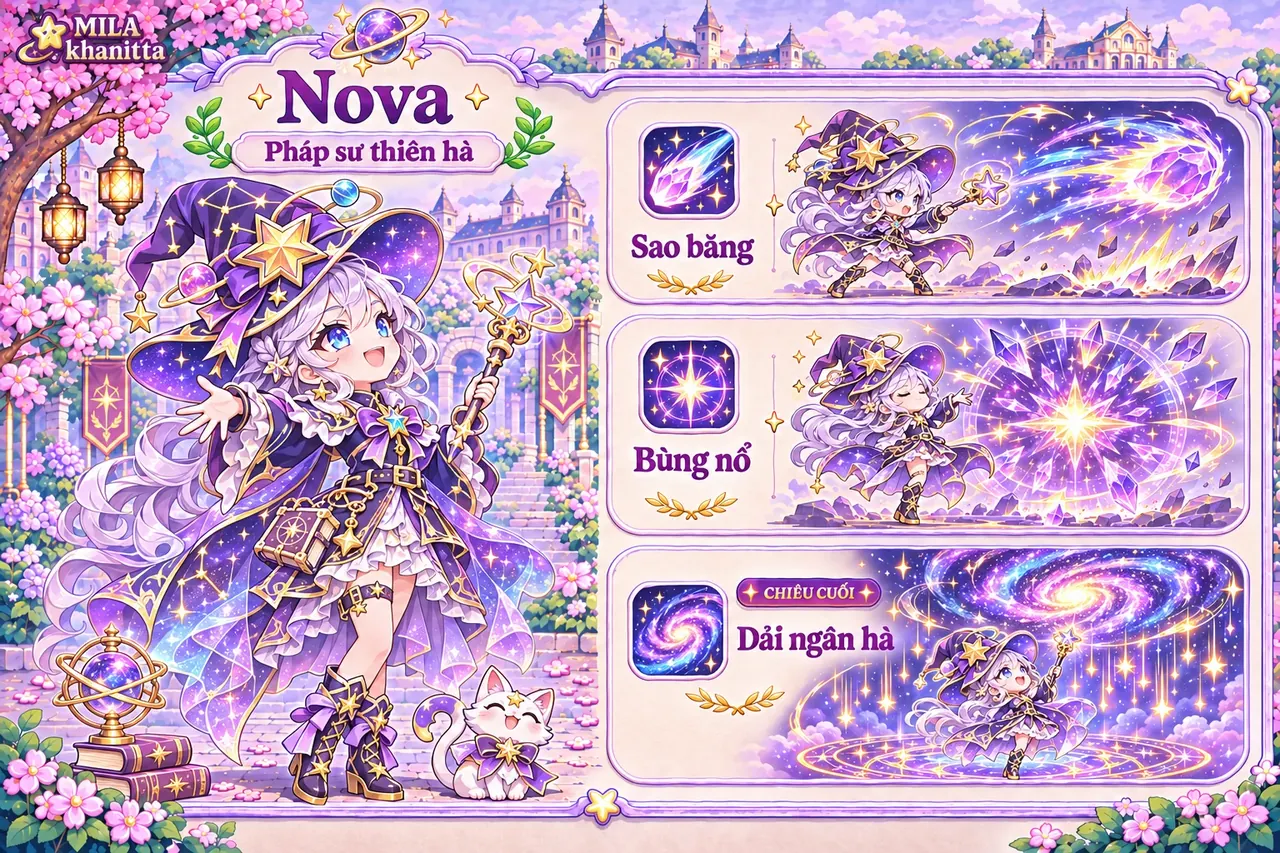 MILA
khanitta
Nova
Pháp sư thiên hà
Sao băng
Bùng nổ
CHIÊU CUỐI
Dải ngân hà